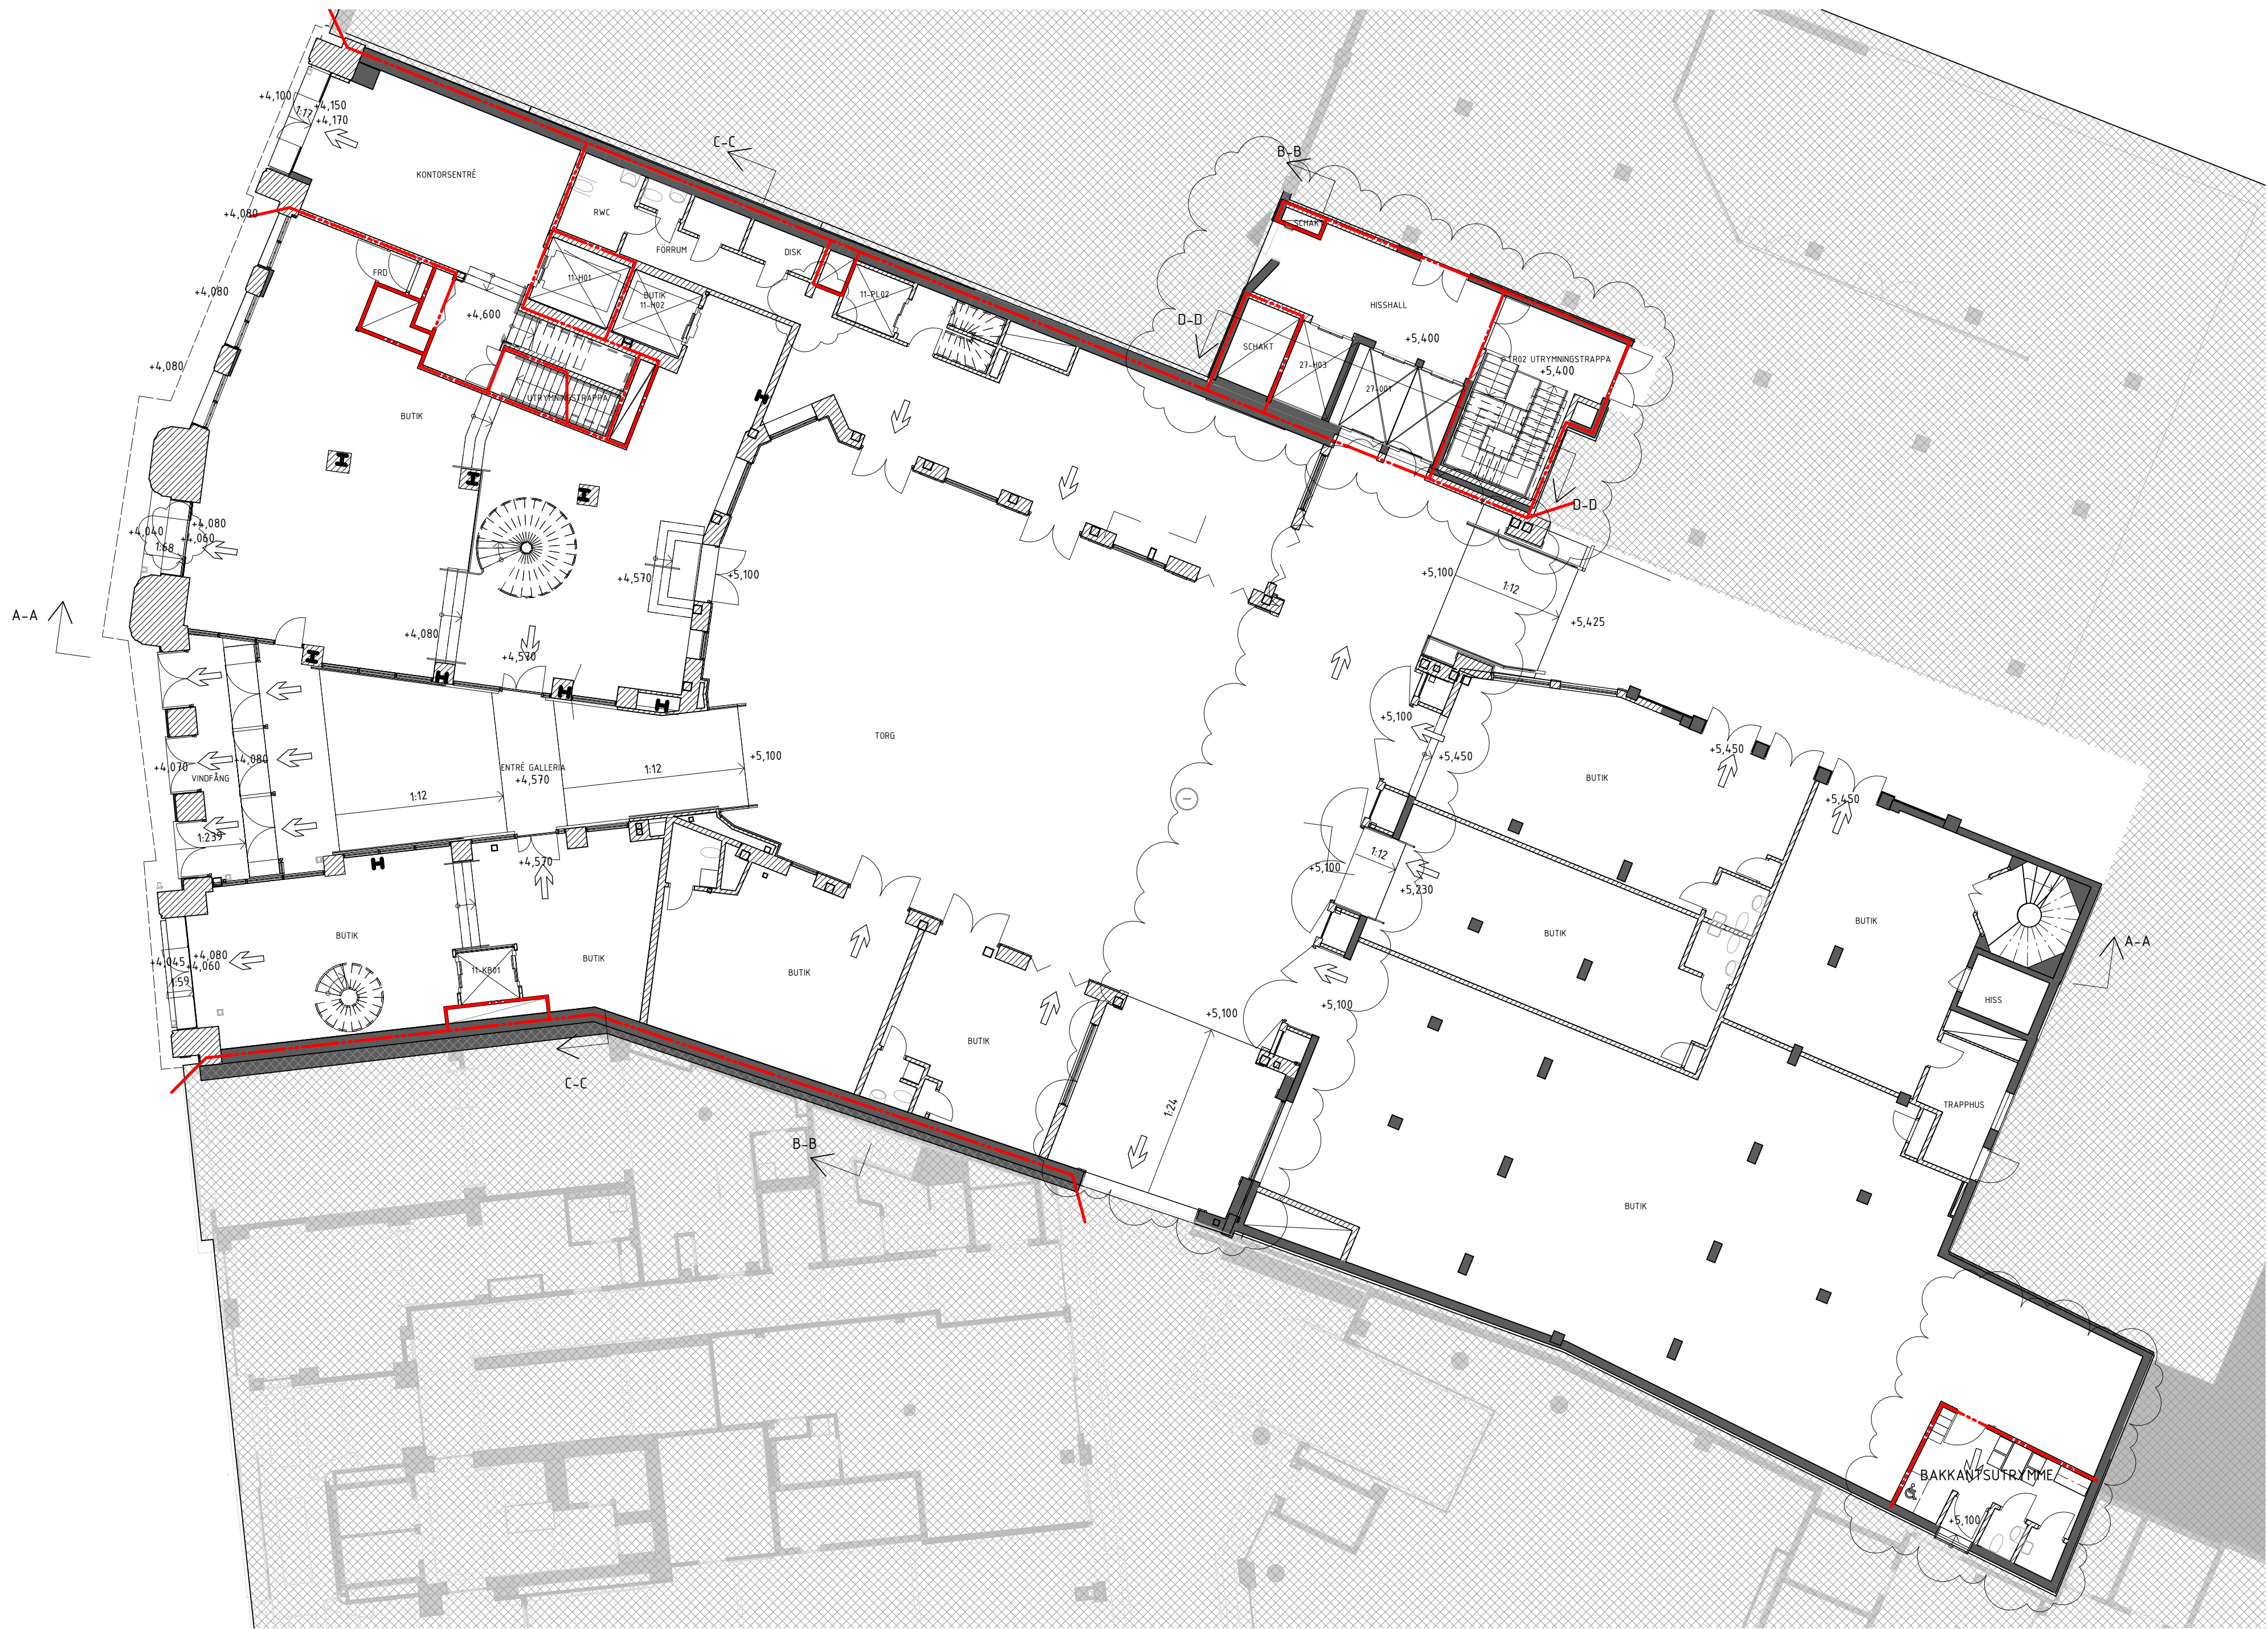 +4,100
+4,150
1:17
+4,170
C-C
B-B
KONTORSENTRÉ
RWC
+4,080
SCHAKT
FÖRRUM
DISK
FRD
11-H01
+4,080
BUTIK
11-H02
11-PL02
HISSHALL
+4,600
D-D
+5,400
SCHAKT
TR02 UTRYMNINGSTRAPPA
+5,400
27-H03
+4,080
27-001
UTRYMNINGSTRAPPA
BUTIK
D-D
+4,080
+4,040
+4,060
1:68
+4,570
+5,100
+5,100
1:12
A-A
+5,425
+4,080
+4,570
+5,100
TORG
+5,450
+5,450
+5,100
ENTRÉ GALLERIA
+4,570
1:12
+4,070
+4,080
VINDFÅNG
BUTIK
1:12
+5,450
1:239
1:12
+4,570
+5,100
+5,230
BUTIK
BUTIK
BUTIK
A-A
+4,045
+4,080
+4,060
BUTIK
11-KB01
BUTIK
1:59
HISS
+5,100
+5,100
BUTIK
C-C
1:24
TRAPPHUS
B-B
BUTIK
BAKKANTSUTRYMME
+5,100